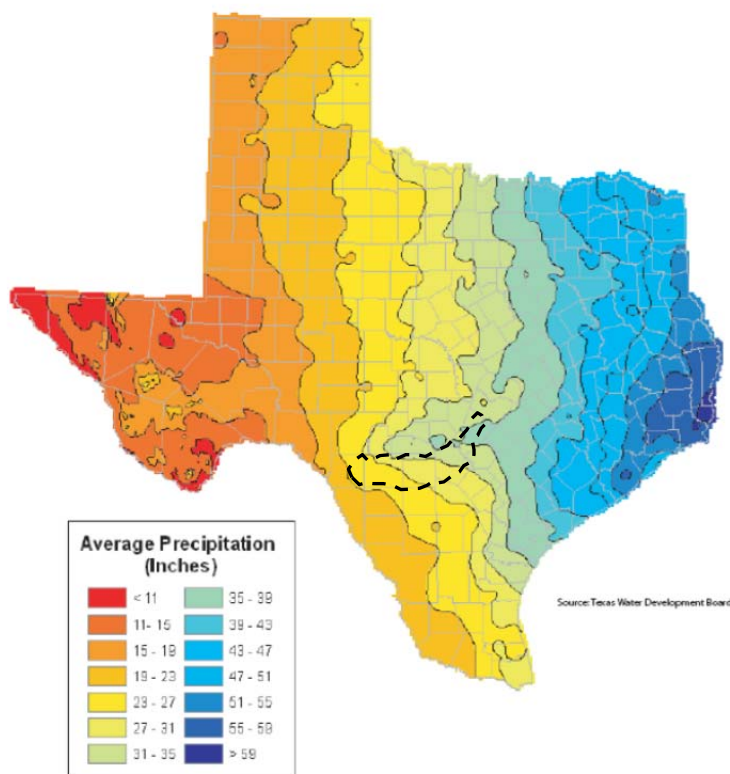 Average Precipitation
(Inches)
< 11
11- 15
15 - 19
19 - 23
23 - 27
27 - 31
31 - 35
35 - 39
39 - 43
43 - 47
47 - 51
51 - 55
55 - 59
> 59
Source:Texas Water Development Board